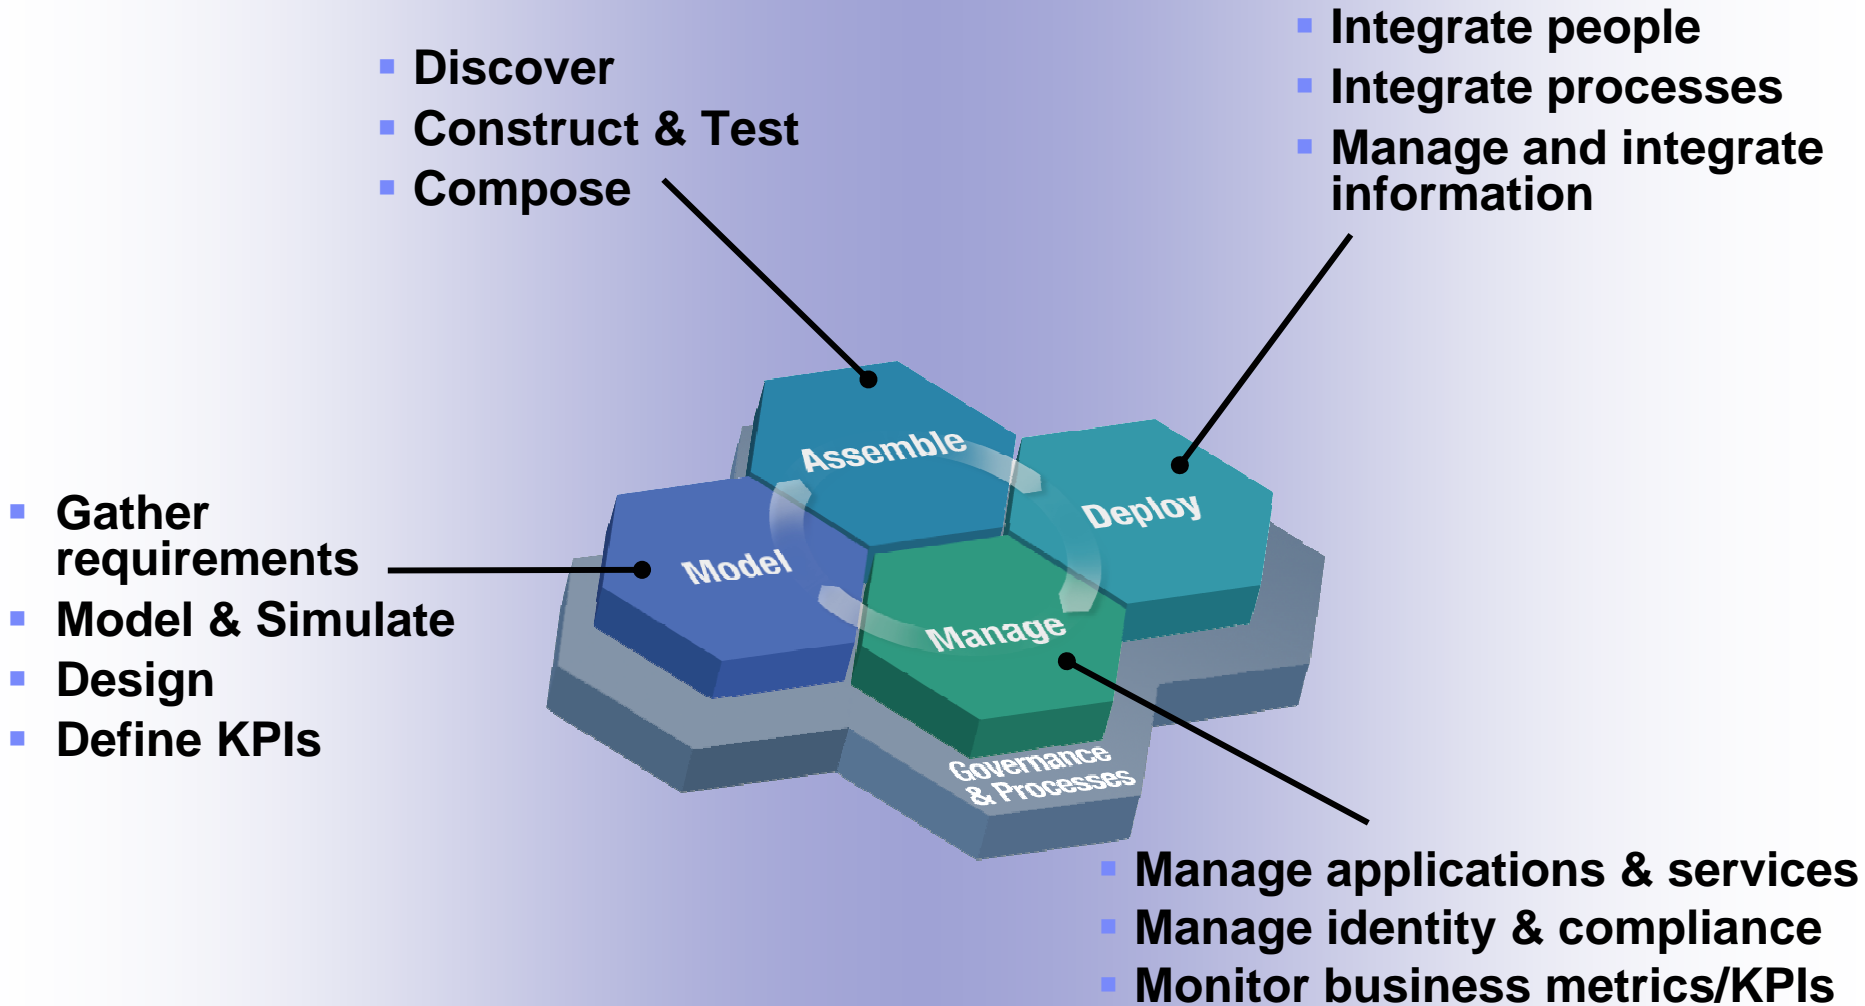 Discover
Construct & Test
Compose
Integrate people
Integrate processes
Manage and integrate
information
Gather
requirements
Model & Simulate
Design
Define KPIs
Assemble
Deploy
Model
Manage
Governance
& Processes
Manage applications & services
Manage identity & compliance
Monitor business metrics/KPIs